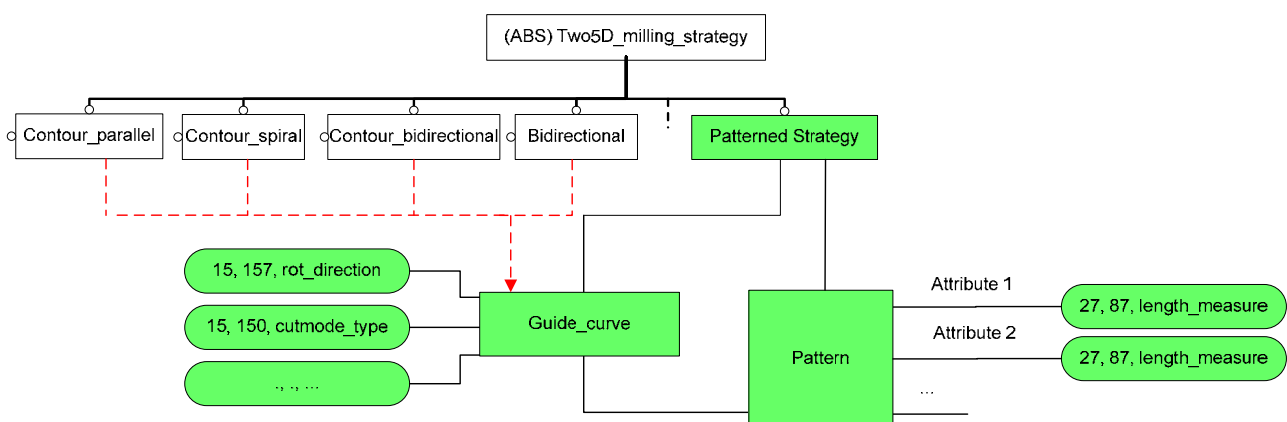 (ABS) Two5D_milling_strategy
Contour_parallel
Contour_spiral
Contour_bidirectional
Bidirectional
Patterned Strategy
15, 157, rot_direction
Attribute 1
27, 87, length_measure
15, 150, cutmode_type
Guide_curve
Attribute 2
Pattern
27, 87, length_measure
., ., ...
...